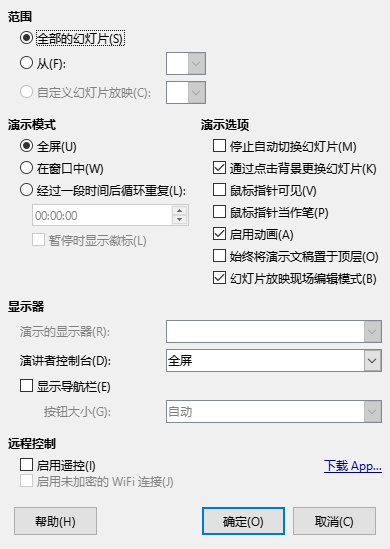 范围
全部的幻灯片(S)
从(F):
自定义幻灯片放映(C):
演示模式
全屏(U)
在窗口中(W)
经过一段时间后循环重复(L):
00:00:00
暂停时显示徽标(L)
演示选项
停止自动切换幻灯片(M)
通过点击背景更换幻灯片(K)
鼠标指针可见(V)
鼠标指针当作笔(P)
启用动画(A)
始终将演示文稿置于顶层(O)
幻灯片放映现场编辑模式(B)
显示器
演示的显示器(R):
演讲者控制台(D): 全屏
显示导航栏(E)
按钮大小(G): 自动
远程控制
启用遥控(I) 下载 App...
启用未加密的 WiFi 连接(J)
帮助(H) 确定(O) 取消(C)